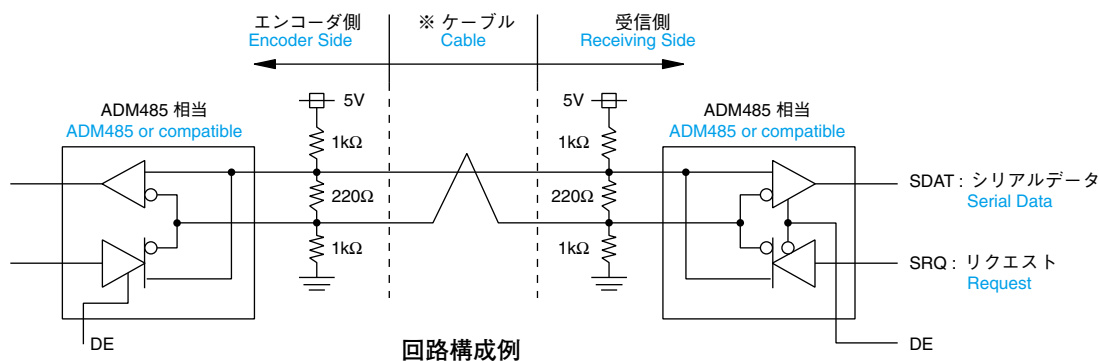 エンコーダ側
Encoder Side
※ ケーブル
Cable
受信側
Receiving Side
ADM485 相当
ADM485 or compatible
5V
1kΩ
220Ω
1kΩ
DE
5V
1kΩ
220Ω
1kΩ
ADM485 相当
ADM485 or compatible
SDAT : シリアルデータ
Serial Data
SRQ : リクエスト
Request
DE
回路構成例